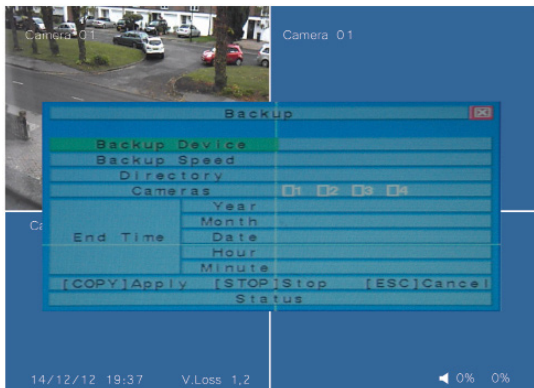 Camera 01
Camera 01
Backup
Backup Device
Backup Speed
Directory
Cameras 1 2 3 4
End Time
Year
Month
Date
Hour
Minute
[COPY]Apply [STOP]Stop [ESC]Cancel
Status
14/12/12 19:37 V.Loss 1,2 0% 0%